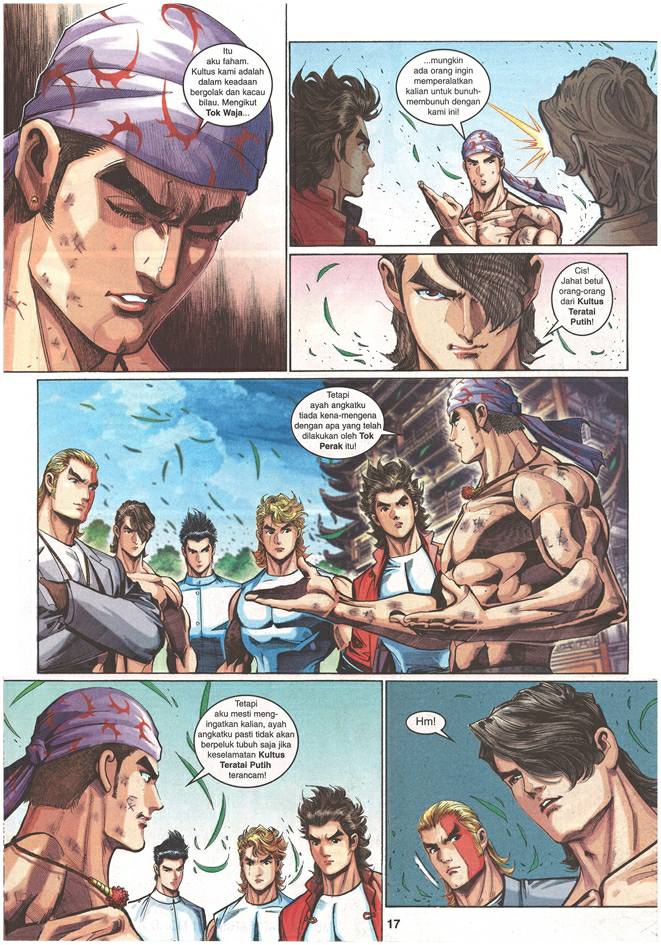 Itu
aku faham.
Kultus kami adalah
dalam keadaan
bergolak dan kacau
bilau. Mengikut
Tok Waja...
...mungkin
ada orang ingin
memperalatkan
kalian untuk bunuh-
membunuh dengan
kami ini!
Cis!
Jahat betul
orang-orang
dari Kultus
Teratai
Putih!
Tetapi
ayah angkatku
tiada kena-mengena
dengan apa yang telah
dilakukan oleh Tok
Perak itu!
Tetapi
aku mesti meng-
ingatkan kalian, ayah
angkatku pasti tidak akan
berpeluk tubuh saja jika
keselamatan Kultus
Teratai Putih
terancam!
Hm!
17